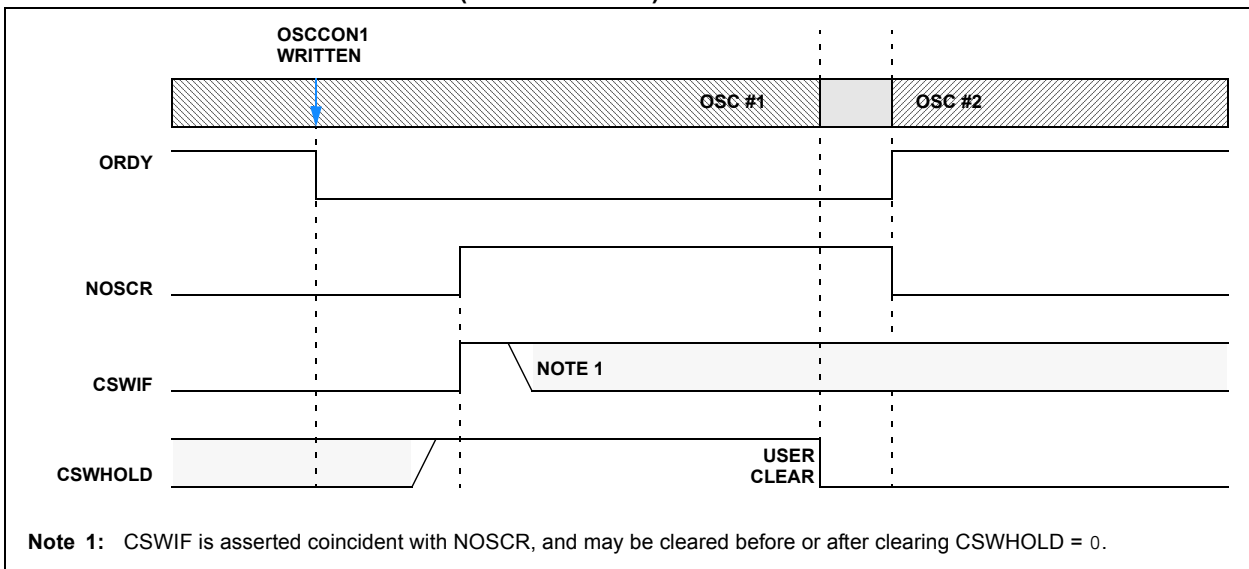 OSCCON1
WRITTEN
OSC #1
OSC #2
ORDY
NOSCR
NOTE 1
CSWIF
USER
CLEAR
CSWHOLD
Note 1: CSWIF is asserted coincident with NOSCR, and may be cleared before or after clearing CSWHOLD = 0.